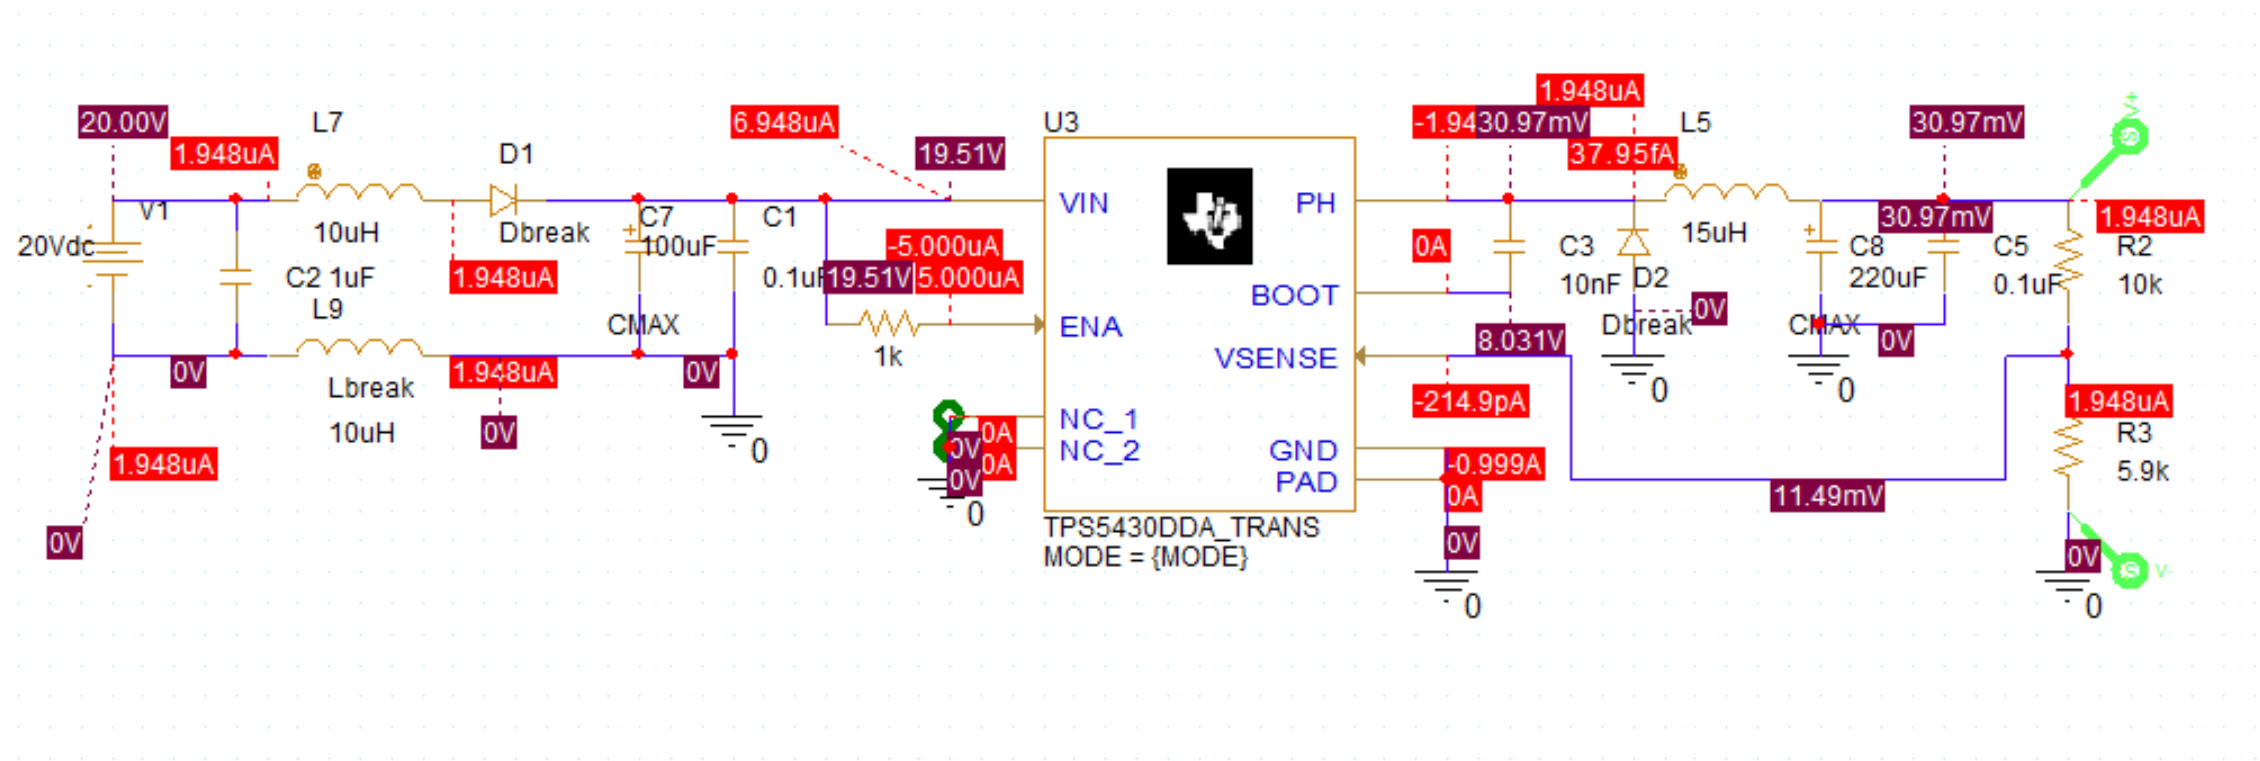 20.00V
1.948uA
L7
10uH
D1
Dbreak
V1
20Vdc
C2 1uF
L9
Lbreak
10uH
1.948uA
0V
1.948uA
0V
0V
1.948uA
0V
6.948uA
19.51V
C7
100uF
CMAX
C1
0.1uF
-5.000uA
19.51V
5.000uA
1k
0
U3
VIN
ENA
NC_1
NC_2
PH
BOOT
VSENSE
GND
PAD
TPS5430DDA_TRANS
MODE = {MODE}
0A
0V
0A
0V
0
1.948uA
-1.94
30.97mV
37.95fA
L5
15uH
0A
C3
10nF
D2
Dbreak
0V
0
8.031V
-214.9pA
-0.999A
0A
0V
0
30.97mV
30.97mV
C8
220uF
CMAX
0V
0
C5
0.1uF
V+
1.948uA
R2
10k
1.948uA
R3
5.9k
11.49mV
0V
V-
0